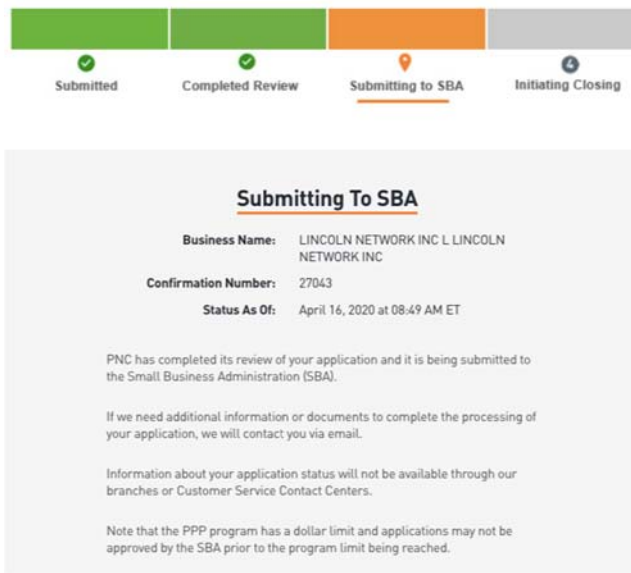 Submitted Completed Review Submitting to SBA 4 Initiating Closing
Submitting To SBA
Business Name: LINCOLN NETWORK INC L LINCOLN
NETWORK INC
Confirmation Number: 27043
Status As Of: April 16, 2020 at 08:49 AM ET
PNC has completed its review of your application and it is being submitted to
the Small Business Administration (SBA).
If we need additional information or documents to complete the processing of
your application, we will contact you via email.
Information about your application status will not be available through our
branches or Customer Service Contact Centers.
Note that the PPP program has a dollar limit and applications may not be
approved by the SBA prior to the program limit being reached.